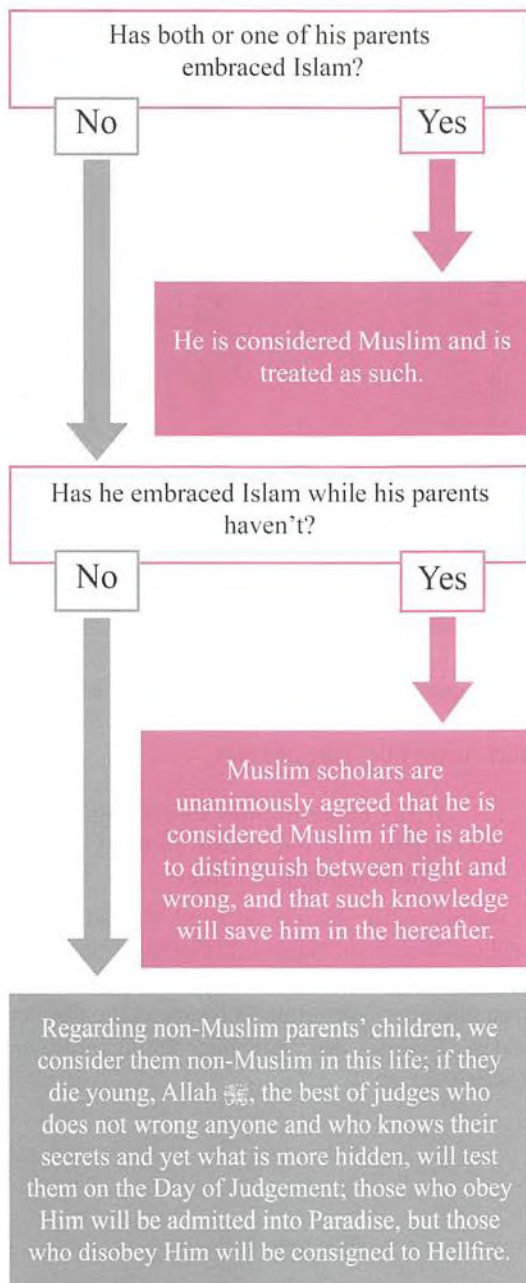 Has both or one of his parents
embraced Islam?
No
Yes
He is considered Muslim and is
treated as such.
Has he embraced Islam while his parents
haven't?
No
Yes
Muslim scholars are
unanimously agreed that he is
considered Muslim if he is able
to distinguish between right and
wrong, and that such knowledge
will save him in the hereafter.
Regarding non-Muslim parents' children, we
consider them non-Muslim in this life; if they
die young, Allah, the best of judges who
does not wrong anyone and who knows their
secrets and yet what is more hidden, will test
them on the Day of Judgement; those who obey
Him will be admitted into Paradise, but those
who disobey Him will be consigned to Hellfire.